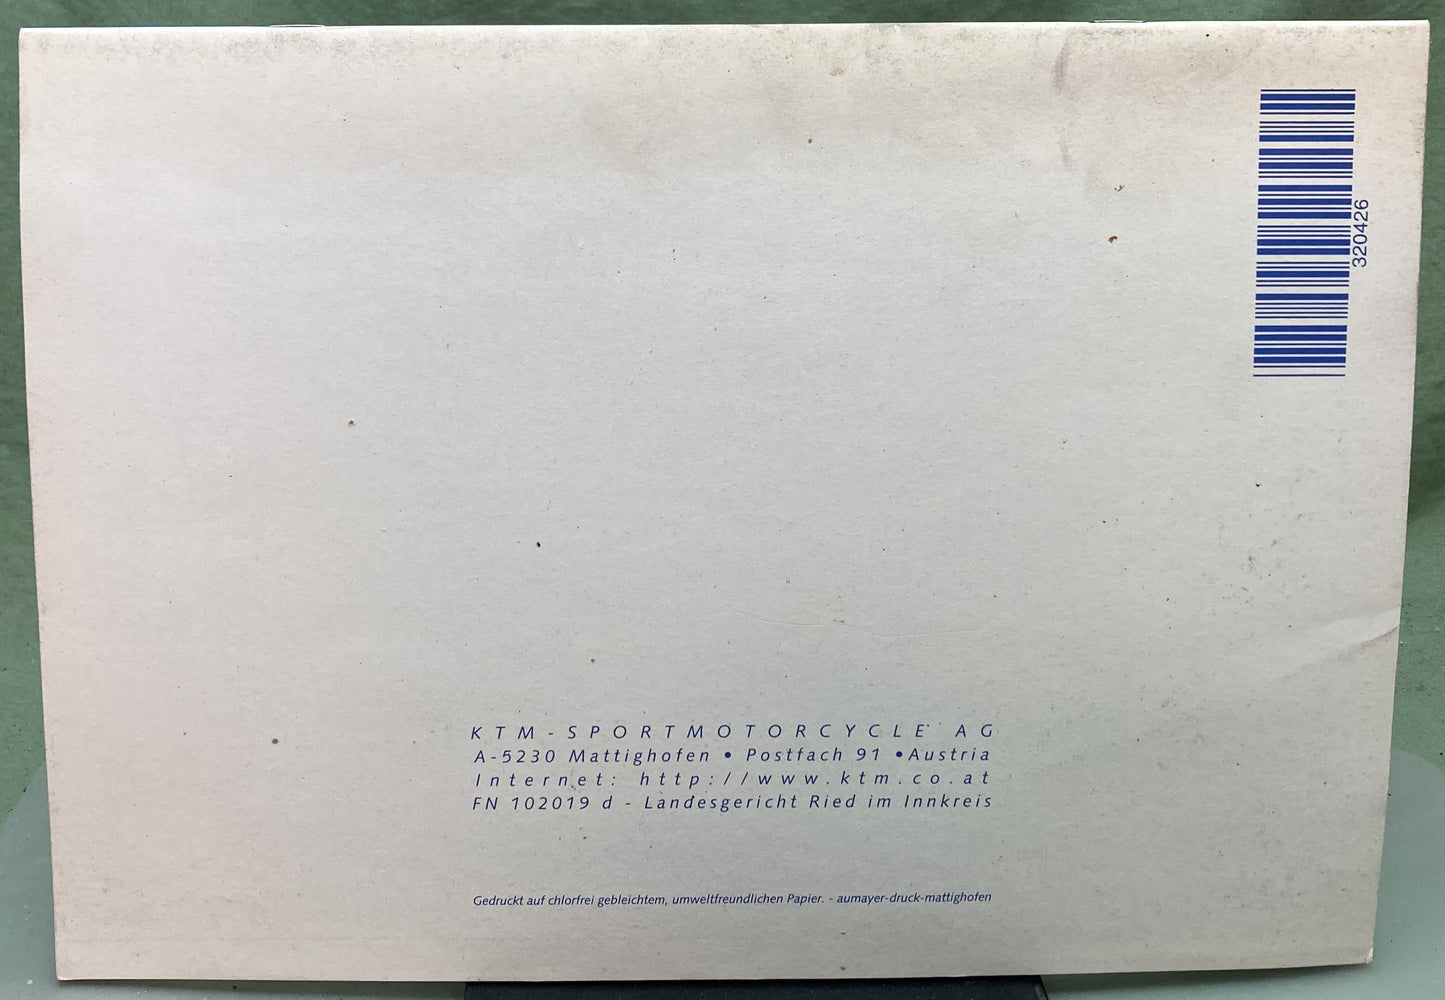 320426
KTM-SPORTMOTORCYCLE AG
A-5230 Mattighofen • Postfach 91 •Austria
Internet: http://www.ktm.co.at
FN 102019 d - Landesgericht Ried im Innkreis
Gedruckt auf chlorfrei gebleichtem, umweltfreundlichen Papier. - aumayer-druck-mattighofen